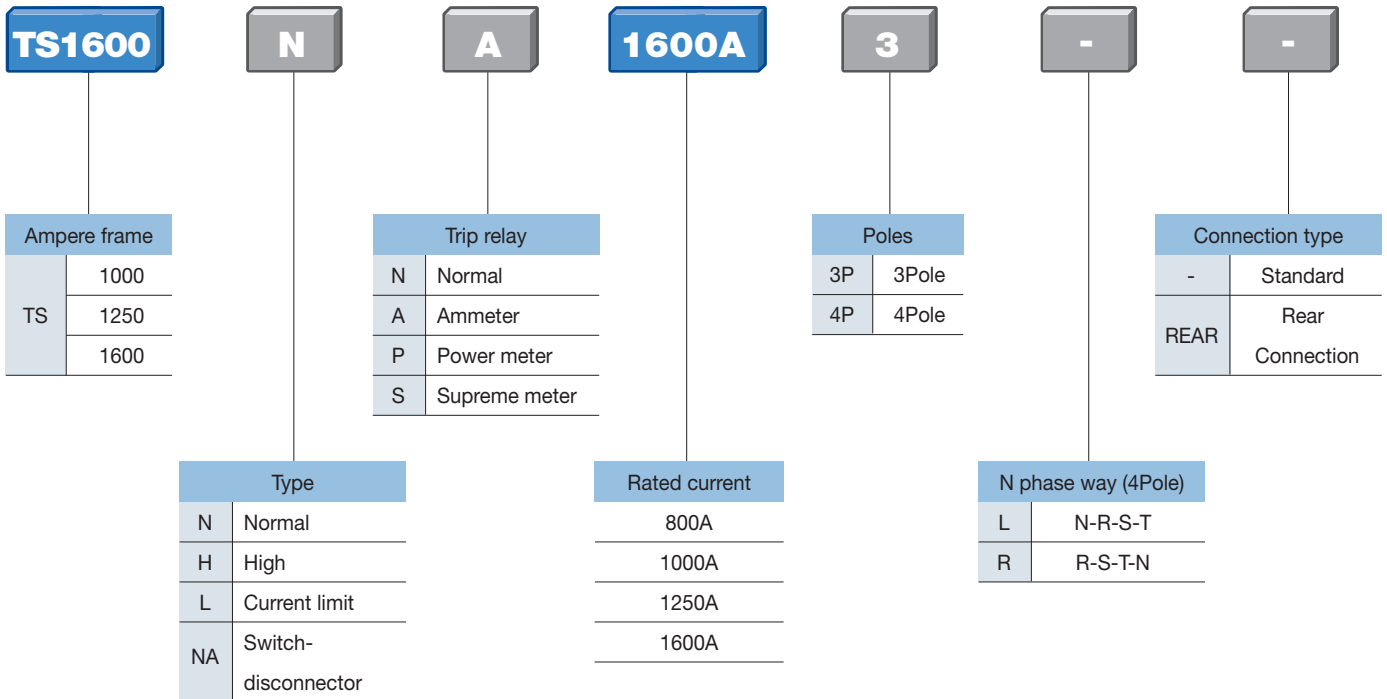 TS1600 N A 1600A 3 - -
Ampere frame
TS
1000
1250
1600
Trip relay
N Normal
A Ammeter
P Power meter
S Supreme meter
Poles
3P 3Pole
4P 4Pole
Connection type
- Standard
REAR
Rear
Connection
Type
N Normal
H High
L Current limit
NA
Switch-
disconnector
Rated current
800A
1000A
1250A
1600A
N phase way (4Pole)
L N-R-S-T
R R-S-T-N